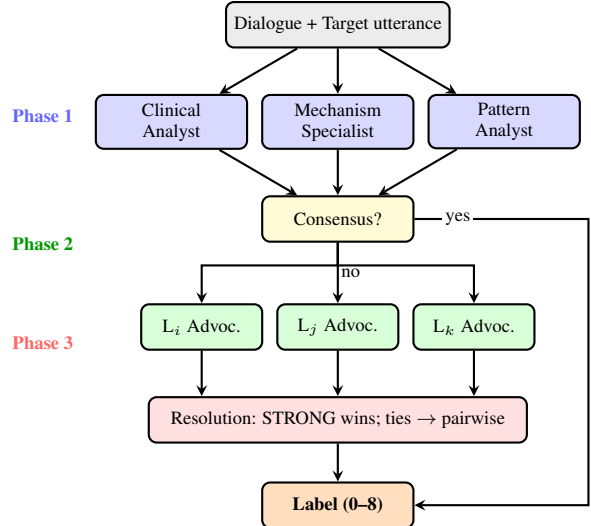 Dialogue + Target utterance
Phase 1
Clinical
Analyst
Mechanism
Specialist
Pattern
Analyst
Consensus?
yes
Phase 2
no
L_i Advoc.
L_j Advoc.
L_k Advoc.
Phase 3
Resolution: STRONG wins; ties → pairwise
Label (0–8)